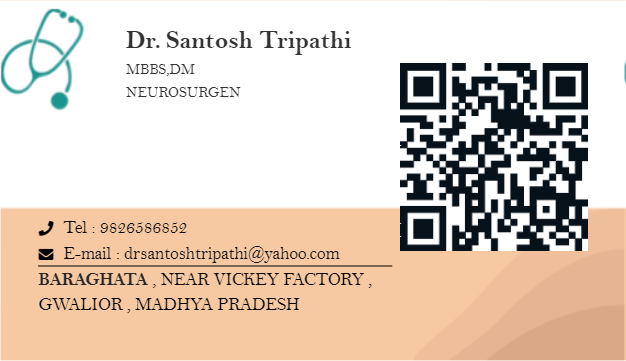 Dr. Santosh Tripathi
MBBS,DM
NEUROSURGEN
Tel : 9826586852
E-mail : drsantoshtripathi@yahoo.com
BARAGHATA , NEAR VICKEY FACTORY ,
GWALIOR , MADHYA PRADESH